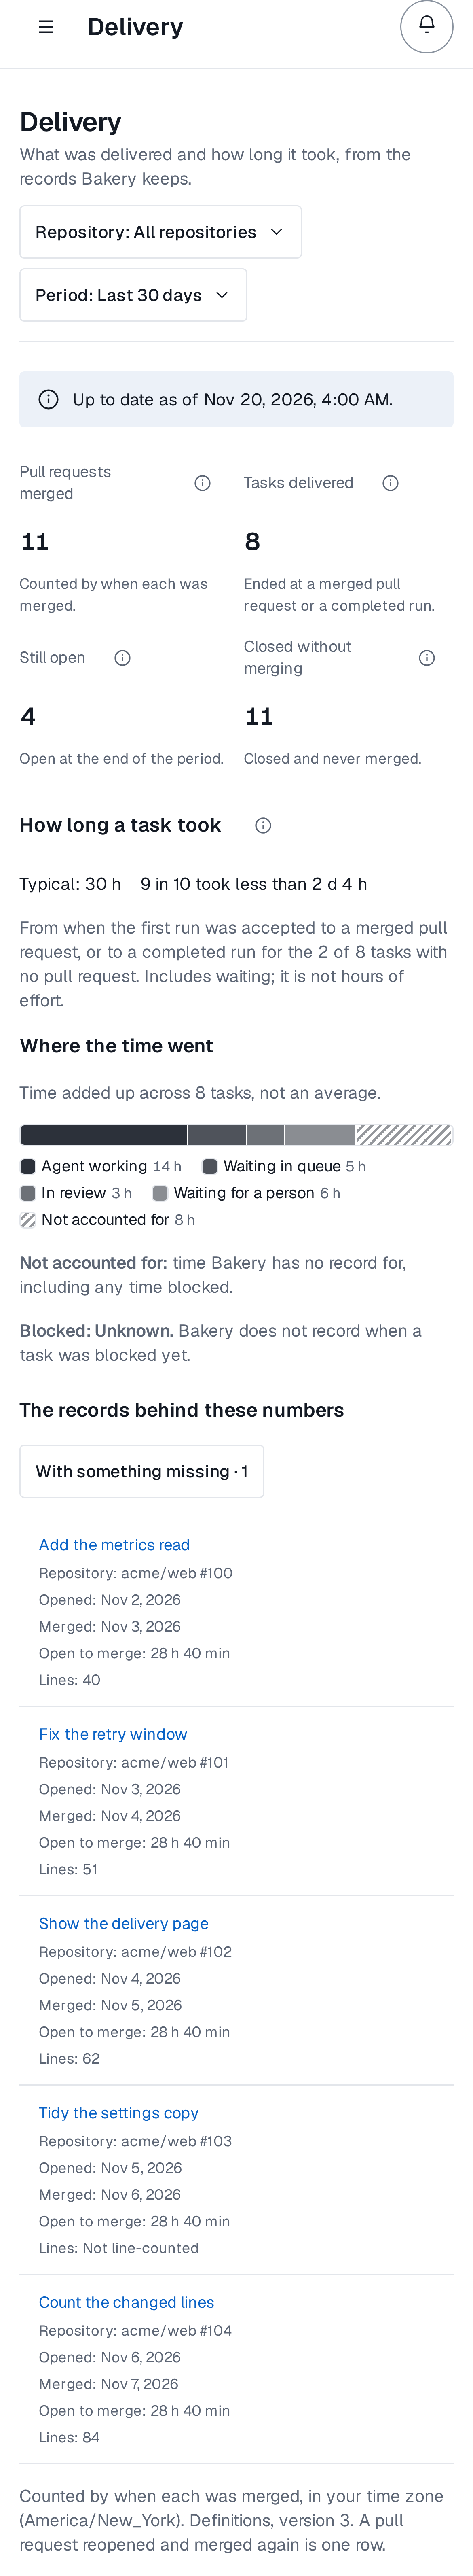 Delivery
Delivery
What was delivered and how long it took, from the
records Bakery keeps.
Repository: All repositories
Period: Last 30 days
Up to date as of Nov 20, 2026, 4:00 AM.
Pull requests
merged
11
Counted by when each was
merged.
Tasks delivered
8
Ended at a merged pull
request or a completed run.
Still open
4
Open at the end of the period.
Closed without
merging
11
Closed and never merged.
How long a task took
Typical: 30 h 9 in 10 took less than 2 d 4 h
From when the first run was accepted to a merged pull
request, or to a completed run for the 2 of 8 tasks with
no pull request. Includes waiting; it is not hours of
effort.
Where the time went
Time added up across 8 tasks, not an average.
Agent working 14 h Waiting in queue 5 h
In review 3 h Waiting for a person 6 h
Not accounted for 8 h
Not accounted for: time Bakery has no record for,
including any time blocked.
Blocked: Unknown. Bakery does not record when a
task was blocked yet.
The records behind these numbers
With something missing · 1
Add the metrics read
Repository: acme/web #100
Opened: Nov 2, 2026
Merged: Nov 3, 2026
Open to merge: 28 h 40 min
Lines: 40
Fix the retry window
Repository: acme/web #101
Opened: Nov 3, 2026
Merged: Nov 4, 2026
Open to merge: 28 h 40 min
Lines: 51
Show the delivery page
Repository: acme/web #102
Opened: Nov 4, 2026
Merged: Nov 5, 2026
Open to merge: 28 h 40 min
Lines: 62
Tidy the settings copy
Repository: acme/web #103
Opened: Nov 5, 2026
Merged: Nov 6, 2026
Open to merge: 28 h 40 min
Lines: Not line-counted
Count the changed lines
Repository: acme/web #104
Opened: Nov 6, 2026
Merged: Nov 7, 2026
Open to merge: 28 h 40 min
Lines: 84
Counted by when each was merged, in your time zone
(America/New_York). Definitions, version 3. A pull
request reopened and merged again is one row.